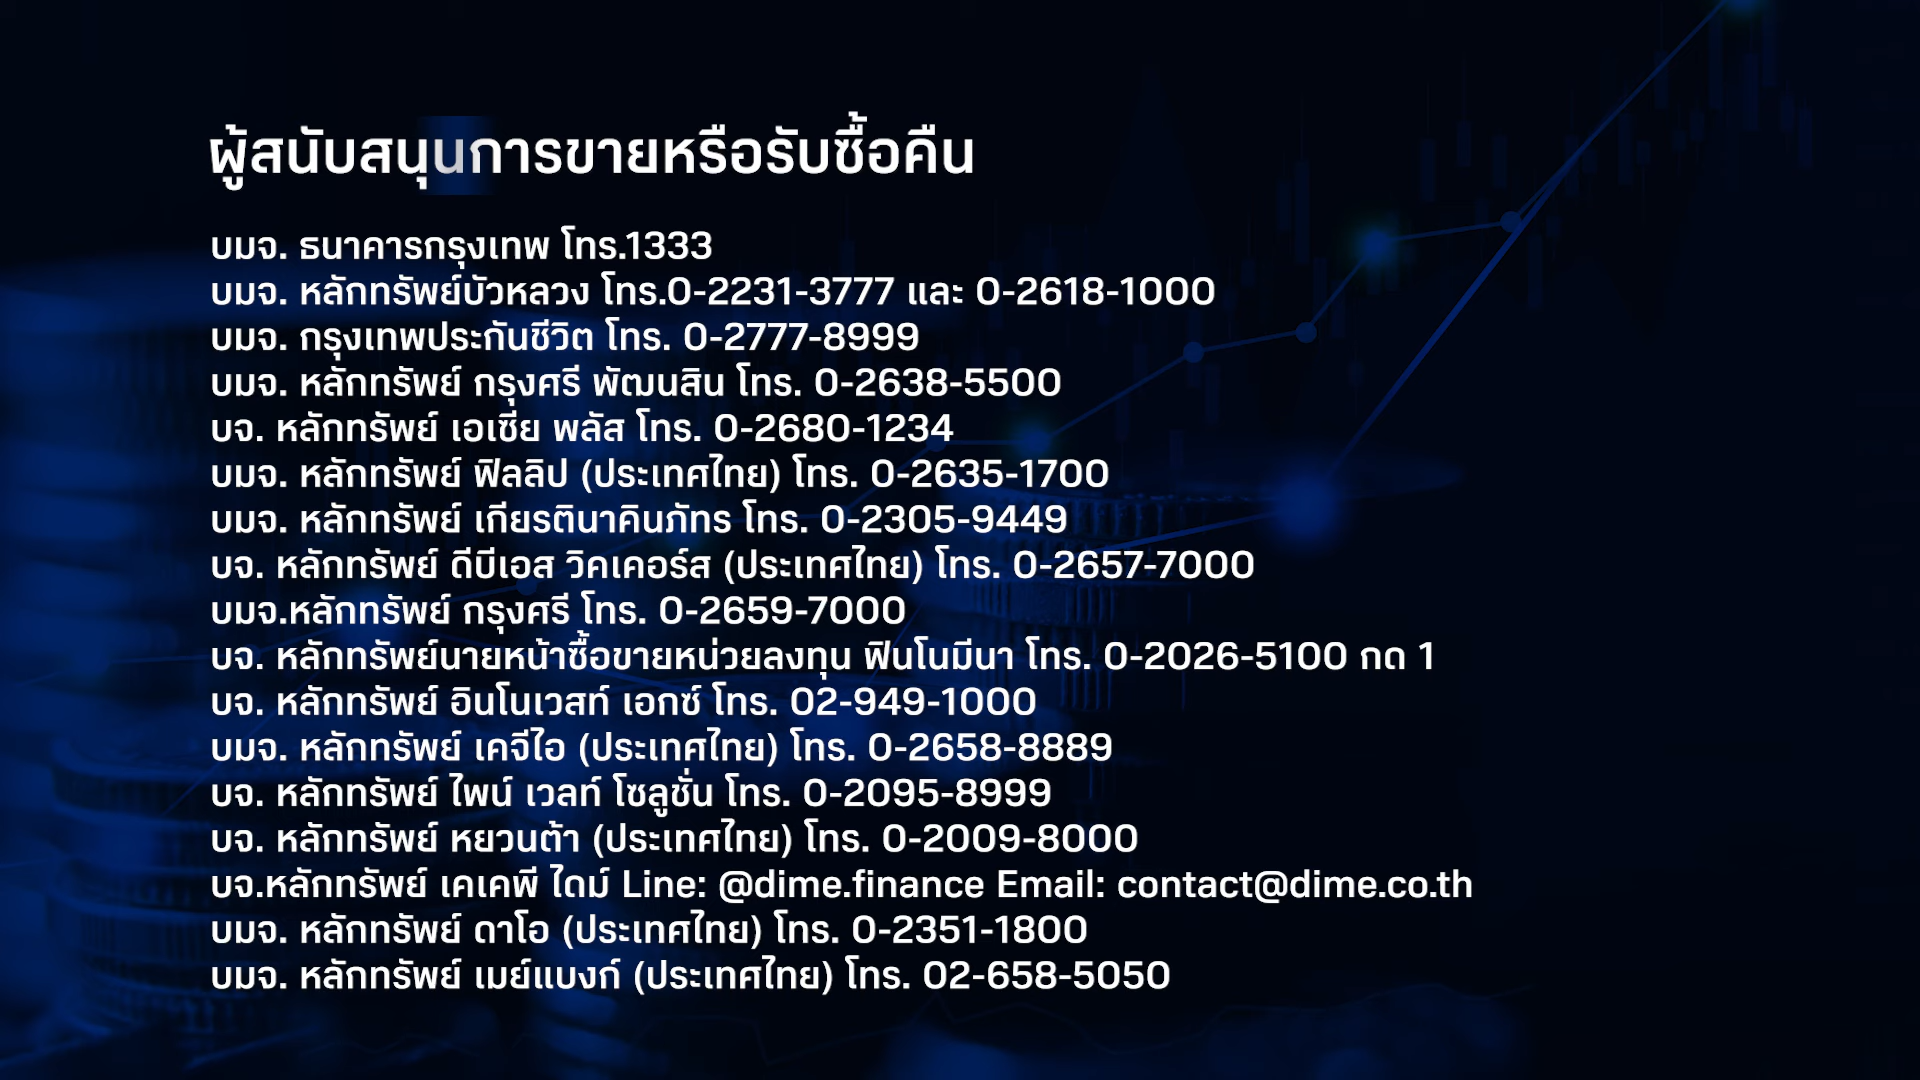 ผู้สนับสนุนการขายหรือรับซื้อคืน
บมจ. ธนาคารกรุงเทพ โทร.1333
บมจ. หลักทรัพย์บัวหลวง โทร.0-2231-3777 และ 0-2618-1000
บมจ. กรุงเทพประกันชีวิต โทร. 0-2777-8999
บมจ. หลักทรัพย์ กรุงศรี พัฒนสิน โทร. 0-2638-5500
บจ. หลักทรัพย์ เอเซีย พลัส โทร. 0-2680-1234
บมจ. หลักทรัพย์ ฟิลลิป (ประเทศไทย) โทร. 0-2635-1700
บมจ. หลักทรัพย์ เกียรตินาคินภัทร โทร. 0-2305-9449
บจ. หลักทรัพย์ ดีบีเอส วิคเคอร์ส (ประเทศไทย) โทร. 0-2657-7000
บมจ.หลักทรัพย์ กรุงศรี โทร. 0-2659-7000
บจ. หลักทรัพย์นายหน้าซื้อขายหน่วยลงทุน ฟินโนมีนา โทร. 0-2026-5100 กด 1
บจ. หลักทรัพย์ อินโนเวสท์ เอกซ์ โทร. 02-949-1000
บมจ. หลักทรัพย์ เคจีไอ (ประเทศไทย) โทร. 0-2658-8889
บจ. หลักทรัพย์ ไพน์ เวลท์ โซลูชั่น โทร. 0-2095-8999
บจ. หลักทรัพย์ หยวนต้า (ประเทศไทย) โทร. 0-2009-8000
บจ.หลักทรัพย์ เคเคพี ไดม์ Line: @dime.finance Email: contact@dime.co.th
บมจ. หลักทรัพย์ ดาโอ (ประเทศไทย) โทร. 0-2351-1800
บมจ. หลักทรัพย์ เมย์แบงก์ (ประเทศไทย) โทร. 02-658-5050